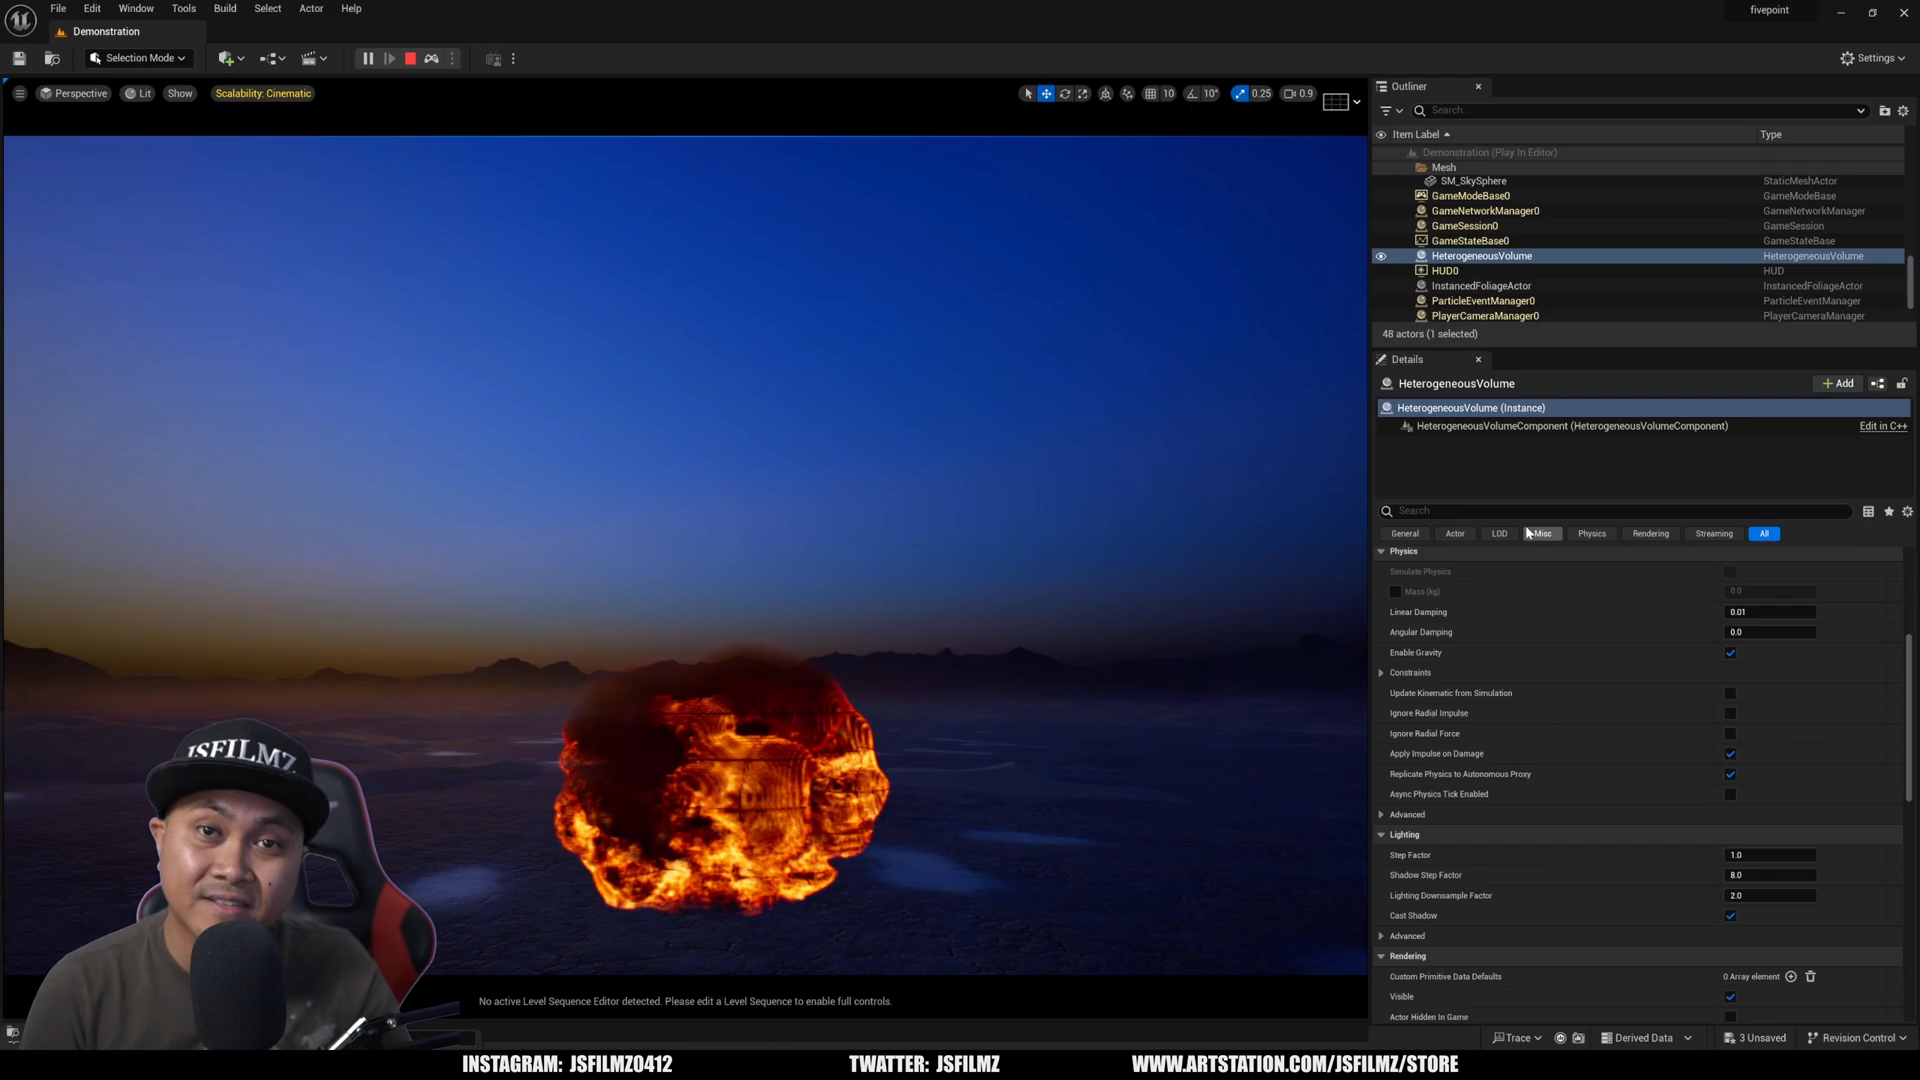 File Edit Window Tools Build Select Actor Help
fivepoint
Demonstration
Selection Mode
Settings
Perspective Lit Show Scalability: Cinematic
10 10° 0.25 0.9
Outliner
Search...
Item Label Type
Demonstration (Play In Editor)
Mesh
SM_SkySphere StaticMeshActor
GameModeBase0 GameModeBase
GameNetworkManager0 GameNetworkManager
GameSession0 GameSession
GameStateBase0 GameStateBase
HeterogeneousVolume HeterogeneousVolume
HUD0 HUD
InstancedFoliageActor InstancedFoliageActor
ParticleEventManager0 ParticleEventManager
PlayerCameraManager0 PlayerCameraManager
48 actors (1 selected)
Details
HeterogeneousVolume
Add
HeterogeneousVolume (Instance)
HeterogeneousVolumeComponent (HeterogeneousVolumeComponent) Edit in C++
Search
General Actor LOD Misc Physics Rendering Streaming All
Physics
Simulate Physics
Mass (kg) 0.0
Linear Damping 0.01
Angular Damping 0.0
Enable Gravity
Constraints
Update Kinematic from Simulation
Ignore Radial Impulse
Ignore Radial Force
Apply Impulse on Damage
Replicate Physics to Autonomous Proxy
Async Physics Tick Enabled
Advanced
Lighting
Step Factor 1.0
Shadow Step Factor 8.0
Lighting Downsample Factor 2.0
Cast Shadow
Advanced
Rendering
Custom Primitive Data Defaults 0 Array element
Visible
Actor Hidden In Game
JSFILMZ
No active Level Sequence Editor detected. Please edit a Level Sequence to enable full controls.
Trace Derived Data 3 Unsaved Revision Control
INSTAGRAM: JSFILMZ0412 TWATTER: JSFILMZ WWW.ARTSTATION.COM/JSFILMZ/STORE